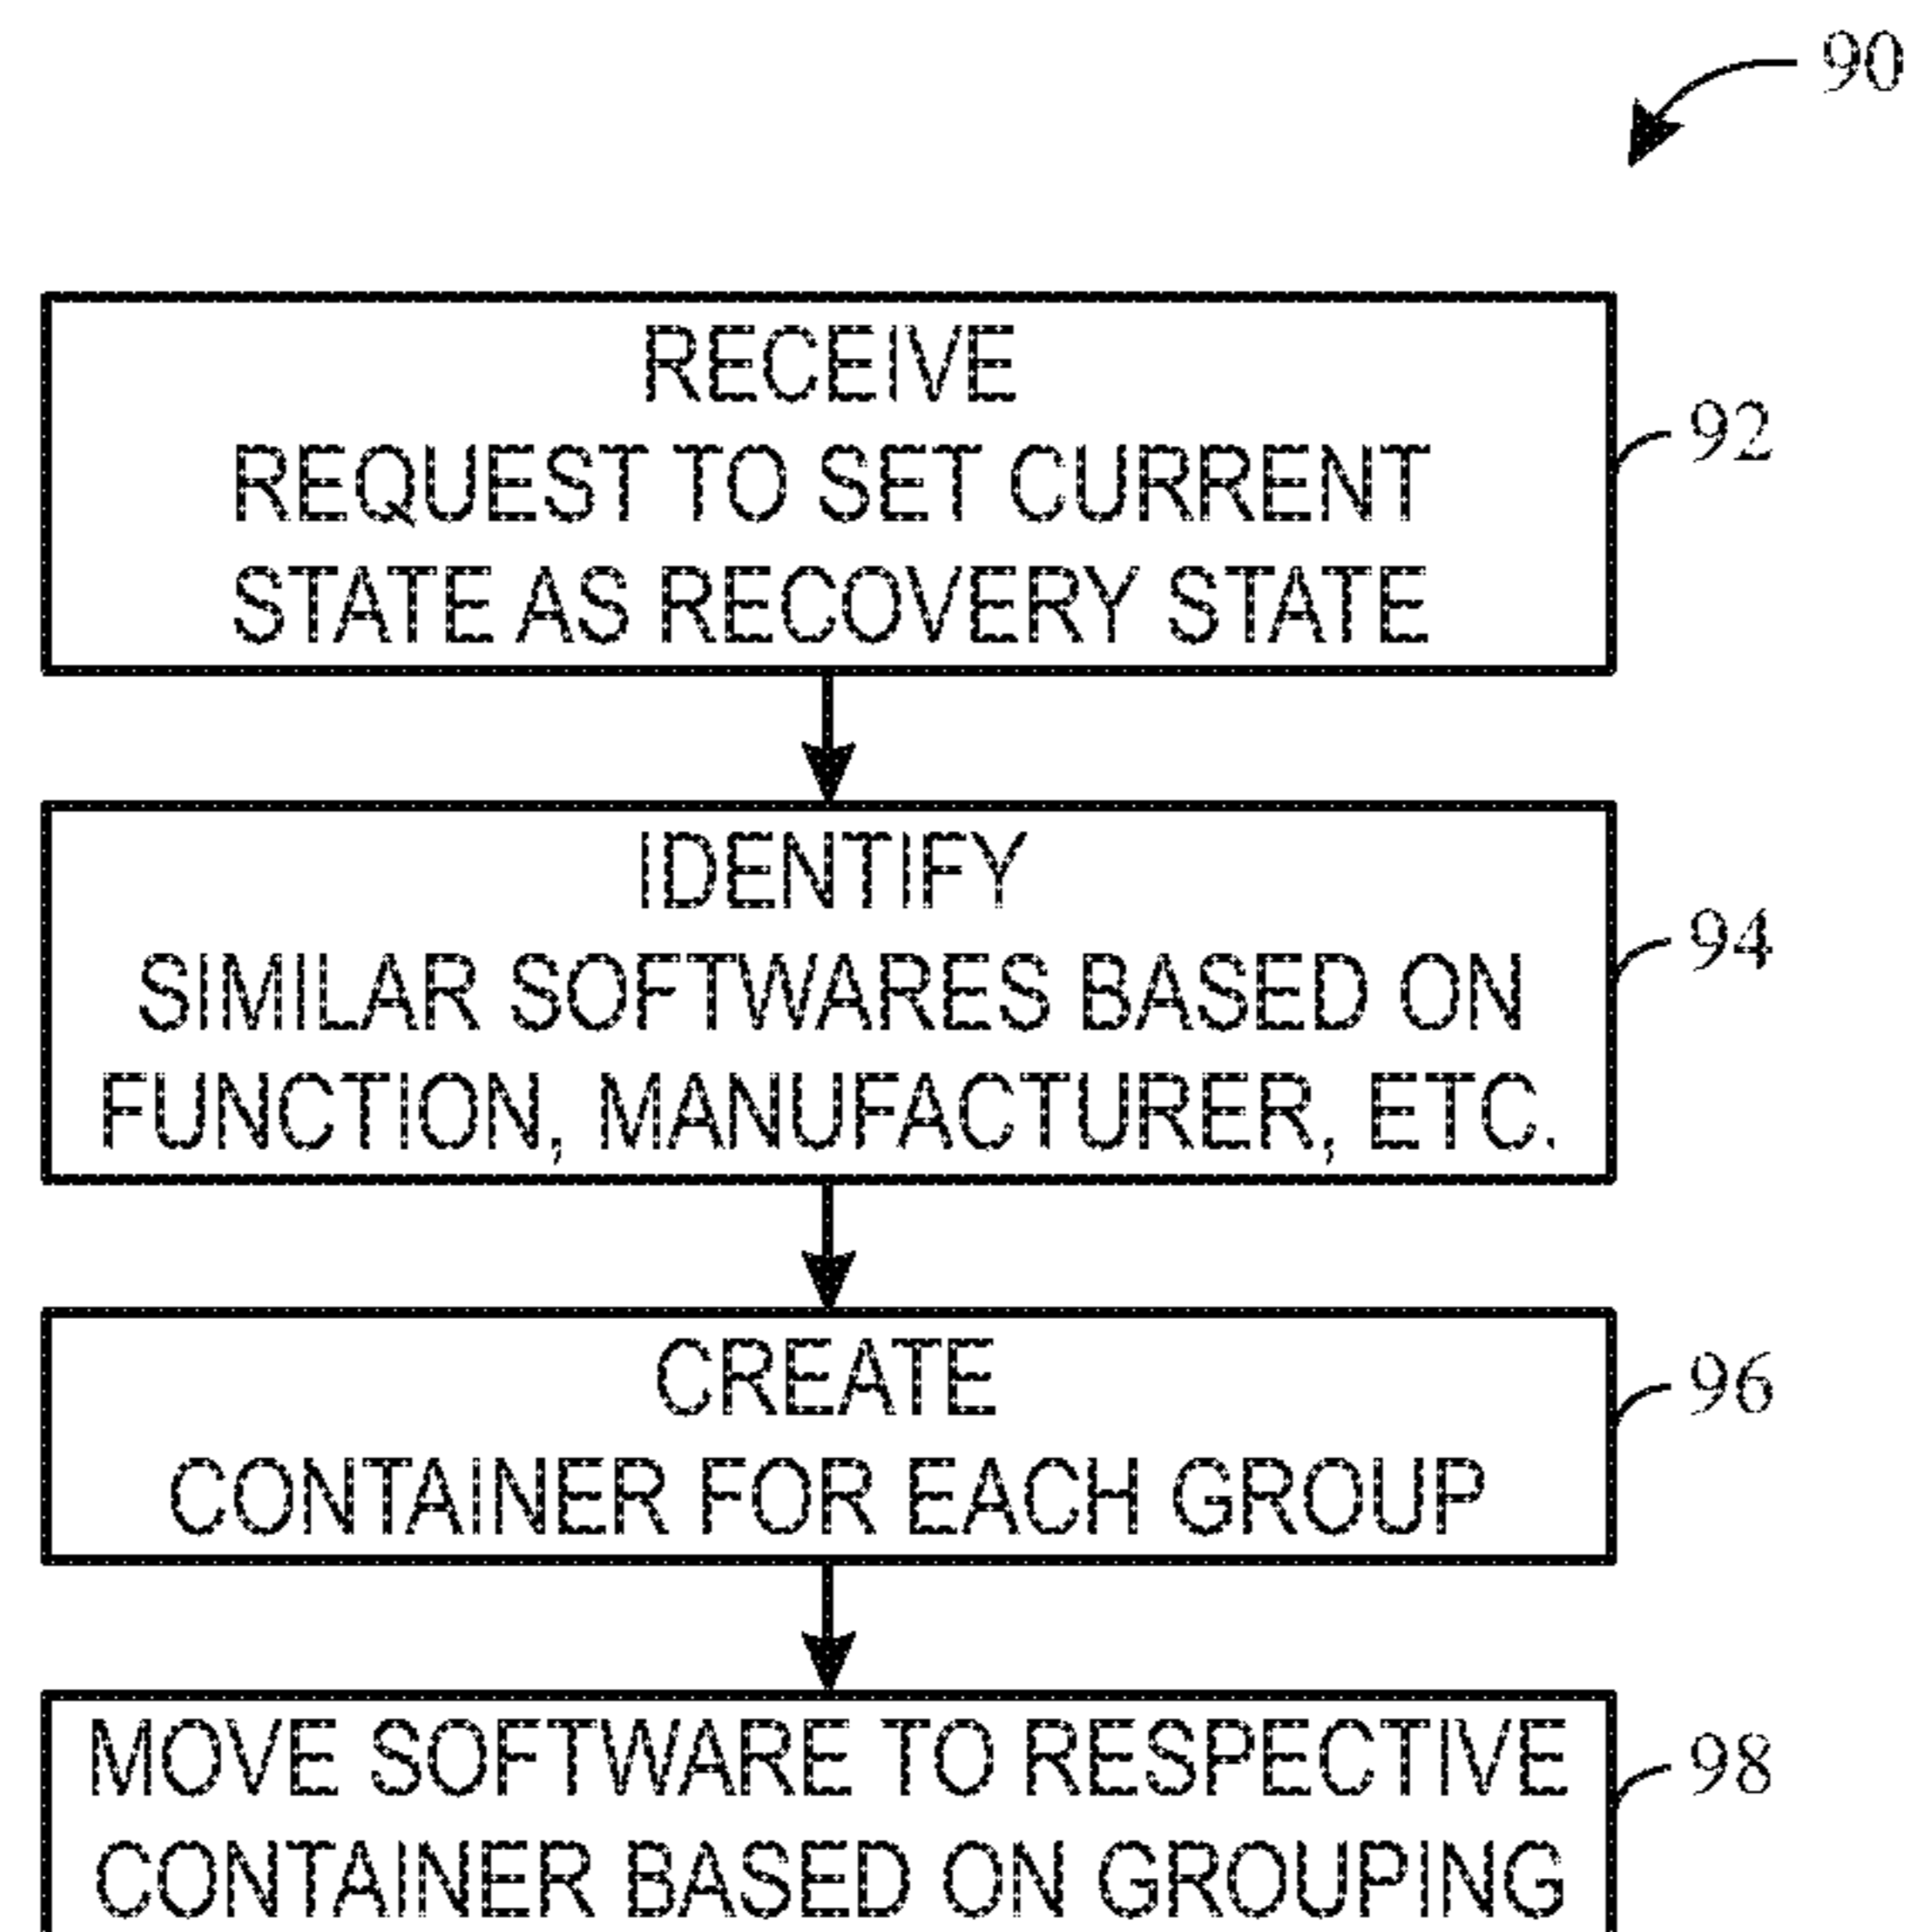 90
RECEIVE
REQUEST TO SET CURRENT
STATE AS RECOVERY STATE
92
IDENTIFY
SIMILAR SOFTWARES BASED ON
FUNCTION, MANUFACTURER, ETC.
94
CREATE
CONTAINER FOR EACH GROUP
96
MOVE SOFTWARE TO RESPECTIVE
CONTAINER BASED ON GROUPING
98